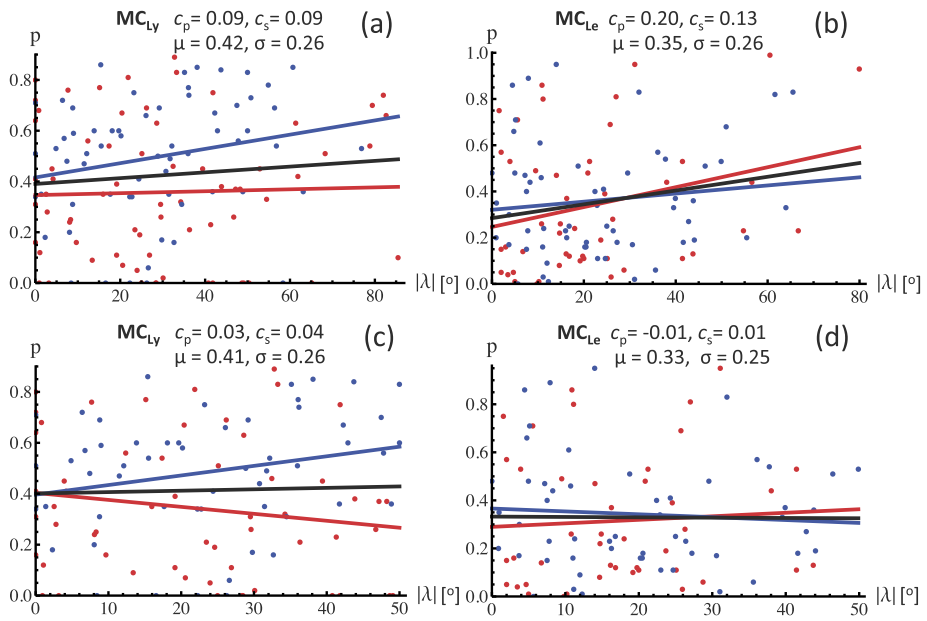 MC_Ly c_p= 0.09, c_s= 0.09 (a)
μ = 0.42, σ = 0.26
p
0.8
0.6
0.4
0.2
0.0
0 20 40 60 80 |λ| [°]
MC_Le c_p= 0.20, c_s= 0.13 (b)
μ = 0.35, σ = 0.26
p
1.0
0.8
0.6
0.4
0.2
0.0
0 20 40 60 80 |λ| [°]
MC_Ly c_p= 0.03, c_s= 0.04 (c)
μ = 0.41, σ = 0.26
p
0.8
0.6
0.4
0.2
0.0
0 10 20 30 40 50 |λ| [°]
MC_Le c_p= -0.01, c_s= 0.01 (d)
μ = 0.33, σ = 0.25
p
0.8
0.6
0.4
0.2
0.0
0 10 20 30 40 50 |λ| [°]